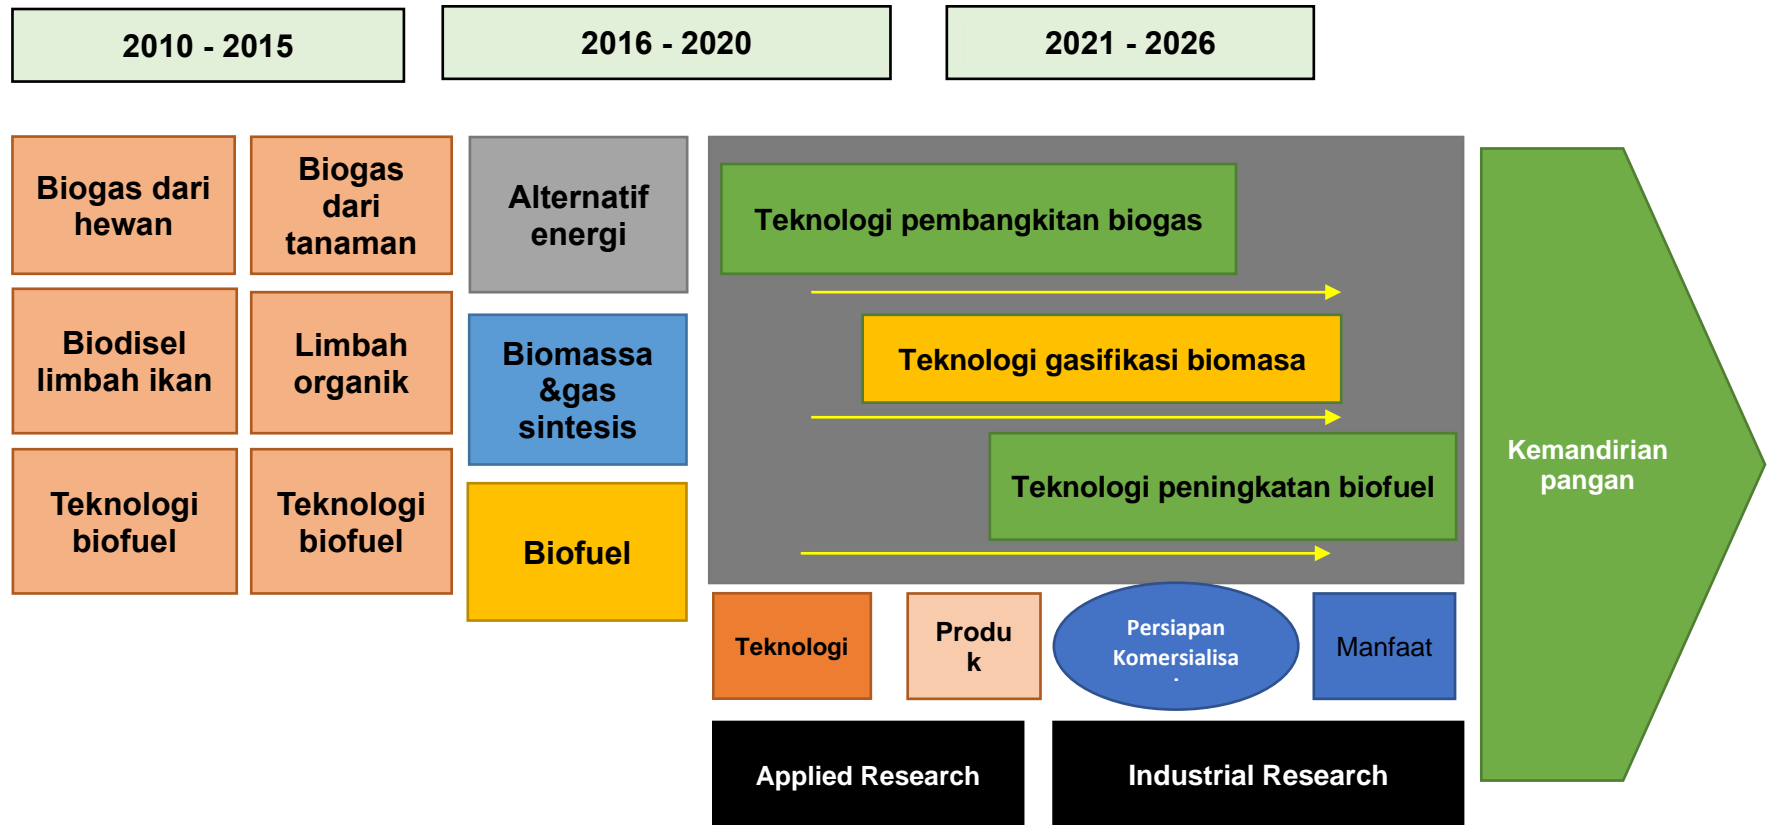 2010 - 2015
2016 - 2020
2021 - 2026
Biogas dari
hewan
Biogas
dari
tanaman
Alternatif
energi
Teknologi pembangkitan biogas
Biodisel
limbah ikan
Limbah
organik
Biomassa
&gas
sintesis
Teknologi gasifikasi biomasa
Teknologi
biofuel
Teknologi
biofuel
Biofuel
Teknologi peningkatan biofuel
Kemandirian
pangan
Teknologi
Produ
k
Persiapan
Komersialisa
Manfaat
Applied Research
Industrial Research